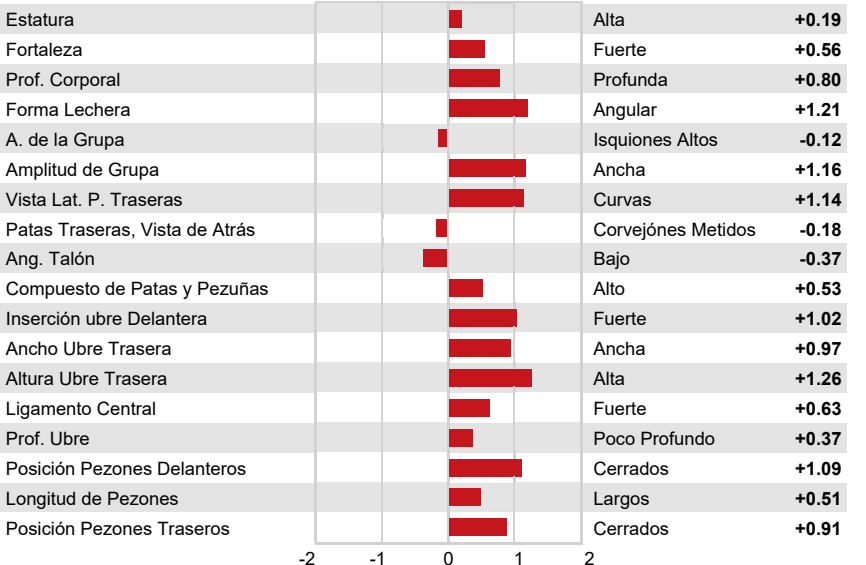 Estatura Alta +0.19
Fortaleza Fuerte +0.56
Prof. Corporal Profunda +0.80
Forma Lechera Angular +1.21
A. de la Grupa Isquiones Altos -0.12
Amplitud de Grupa Ancha +1.16
Vista Lat. P. Traseras Curvas +1.14
Patas Traseras, Vista de Atrás Corvejónes Metidos -0.18
Ang. Talón Bajo -0.37
Compuesto de Patas y Pezuñas Alto +0.53
Inserción ubre Delantera Fuerte +1.02
Ancho Ubre Trasera Ancha +0.97
Altura Ubre Trasera Alta +1.26
Ligamento Central Fuerte +0.63
Prof. Ubre Poco Profundo +0.37
Posición Pezones Delanteros Cerrados +1.09
Longitud de Pezones Largos +0.51
Posición Pezones Traseros Cerrados +0.91
-2 -1 0 1 2